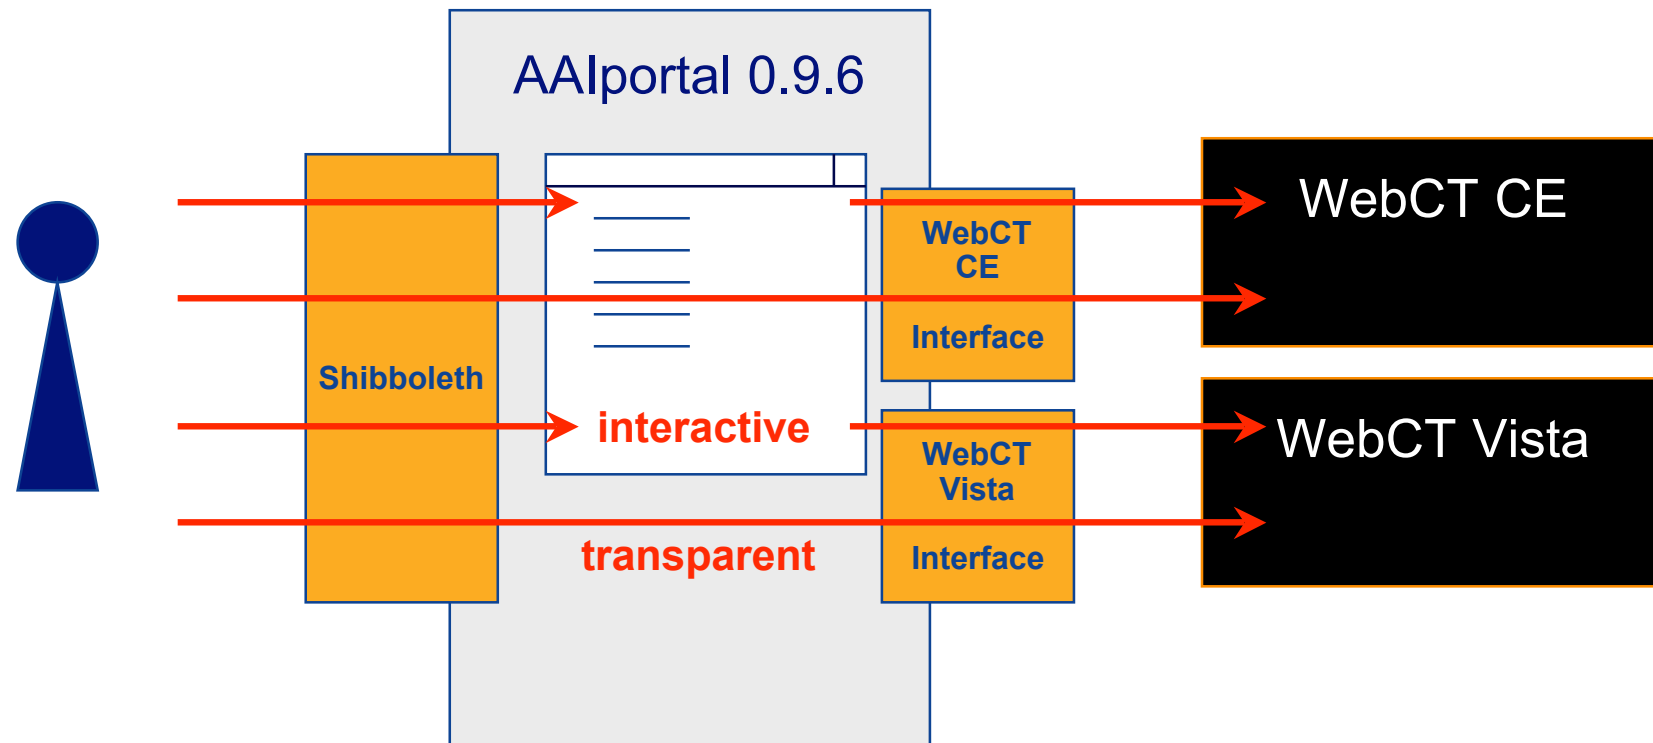 AAIportal 0.9.6
WebCT CE
WebCT
CE
Interface
Shibboleth
interactive
WebCT Vista
WebCT
Vista
Interface
transparent